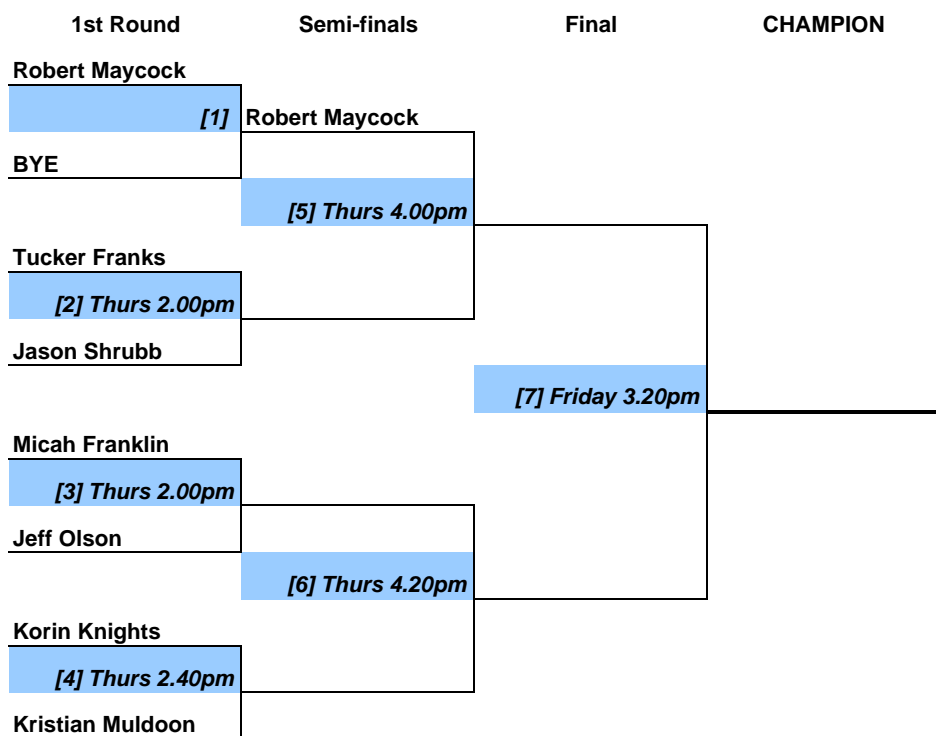 1st Round Semi-finals Final CHAMPION
Robert Maycock
[1] Robert Maycock
BYE
[5] Thurs 4.00pm
Tucker Franks
[2] Thurs 2.00pm
Jason Shrubb
[7] Friday 3.20pm
Micah Franklin
[3] Thurs 2.00pm
Jeff Olson
[6] Thurs 4.20pm
Korin Knights
[4] Thurs 2.40pm
Kristian Muldoon